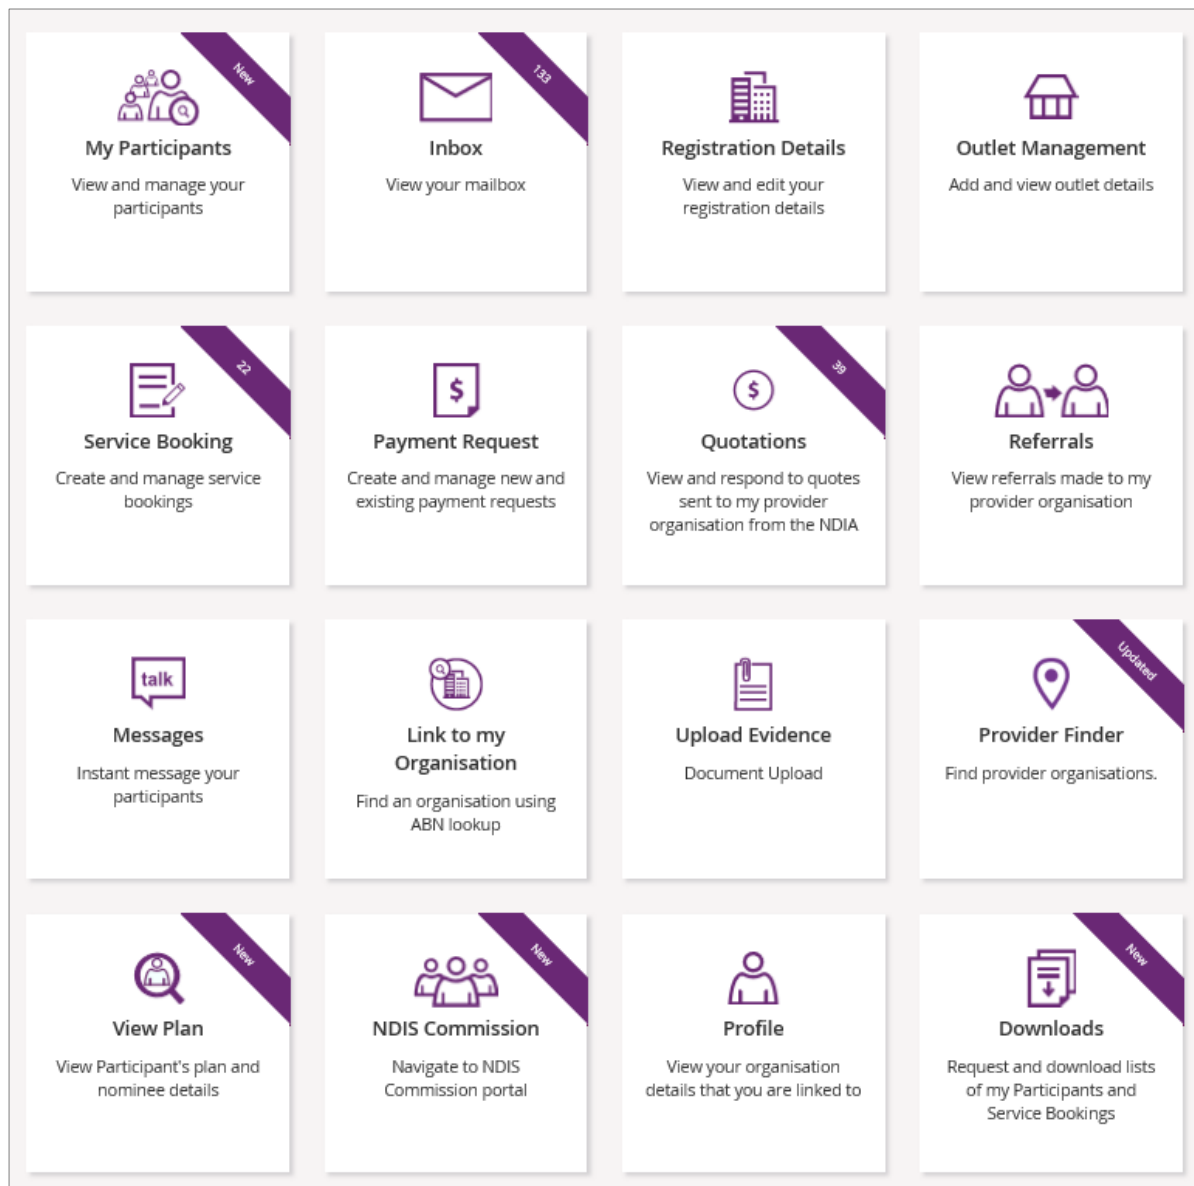 New
My Participants
View and manage your
participants
133
Inbox
View your mailbox
Registration Details
View and edit your
registration details
Outlet Management
Add and view outlet details
22
Service Booking
Create and manage service
bookings
$
Payment Request
Create and manage new and
existing payment requests
39
$
Quotations
View and respond to quotes
sent to my provider
organisation from the NDIA
Referrals
View referrals made to my
provider organisation
talk
Messages
Instant message your
participants
Link to my
Organisation
Find an organisation using
ABN lookup
Upload Evidence
Document Upload
Updated
Provider Finder
Find provider organisations.
New
View Plan
View Participant's plan and
nominee details
New
NDIS Commission
Navigate to NDIS
Commission portal
Profile
View your organisation
details that you are linked to
New
Downloads
Request and download lists
of my Participants and
Service Bookings